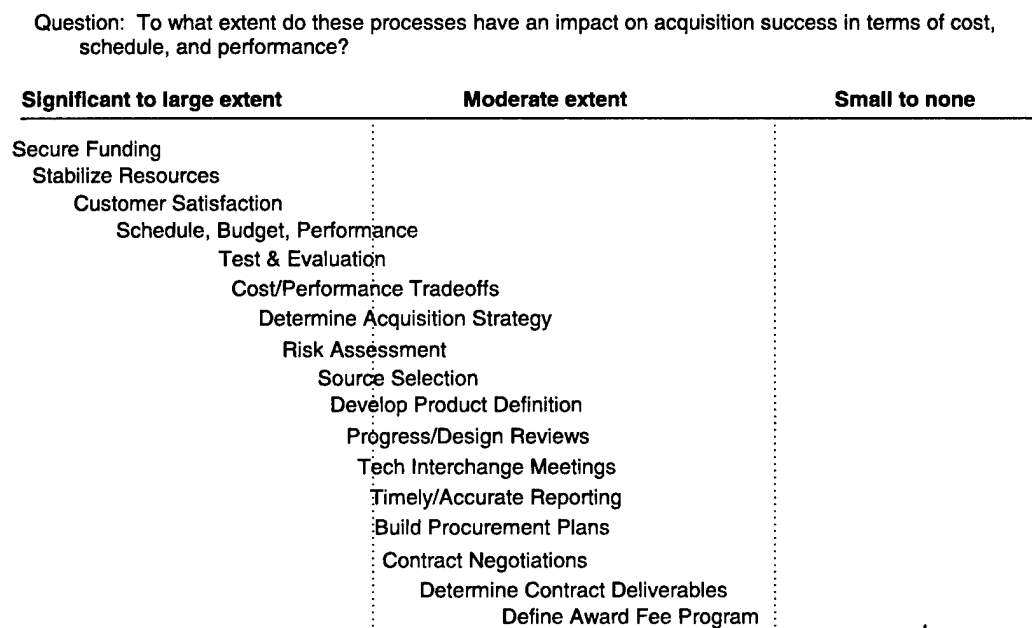 Question: To what extent do these processes have an impact on acquisition success in terms of cost,
schedule, and performance?
Significant to large extent Moderate extent Small to none
Secure Funding
Stabilize Resources
Customer Satisfaction
Schedule, Budget, Performance
Test & Evaluation
Cost/Performance Tradeoffs
Determine Acquisition Strategy
Risk Assessment
Source Selection
Develop Product Definition
Progress/Design Reviews
Tech Interchange Meetings
Timely/Accurate Reporting
Build Procurement Plans
Contract Negotiations
Determine Contract Deliverables
Define Award Fee Program